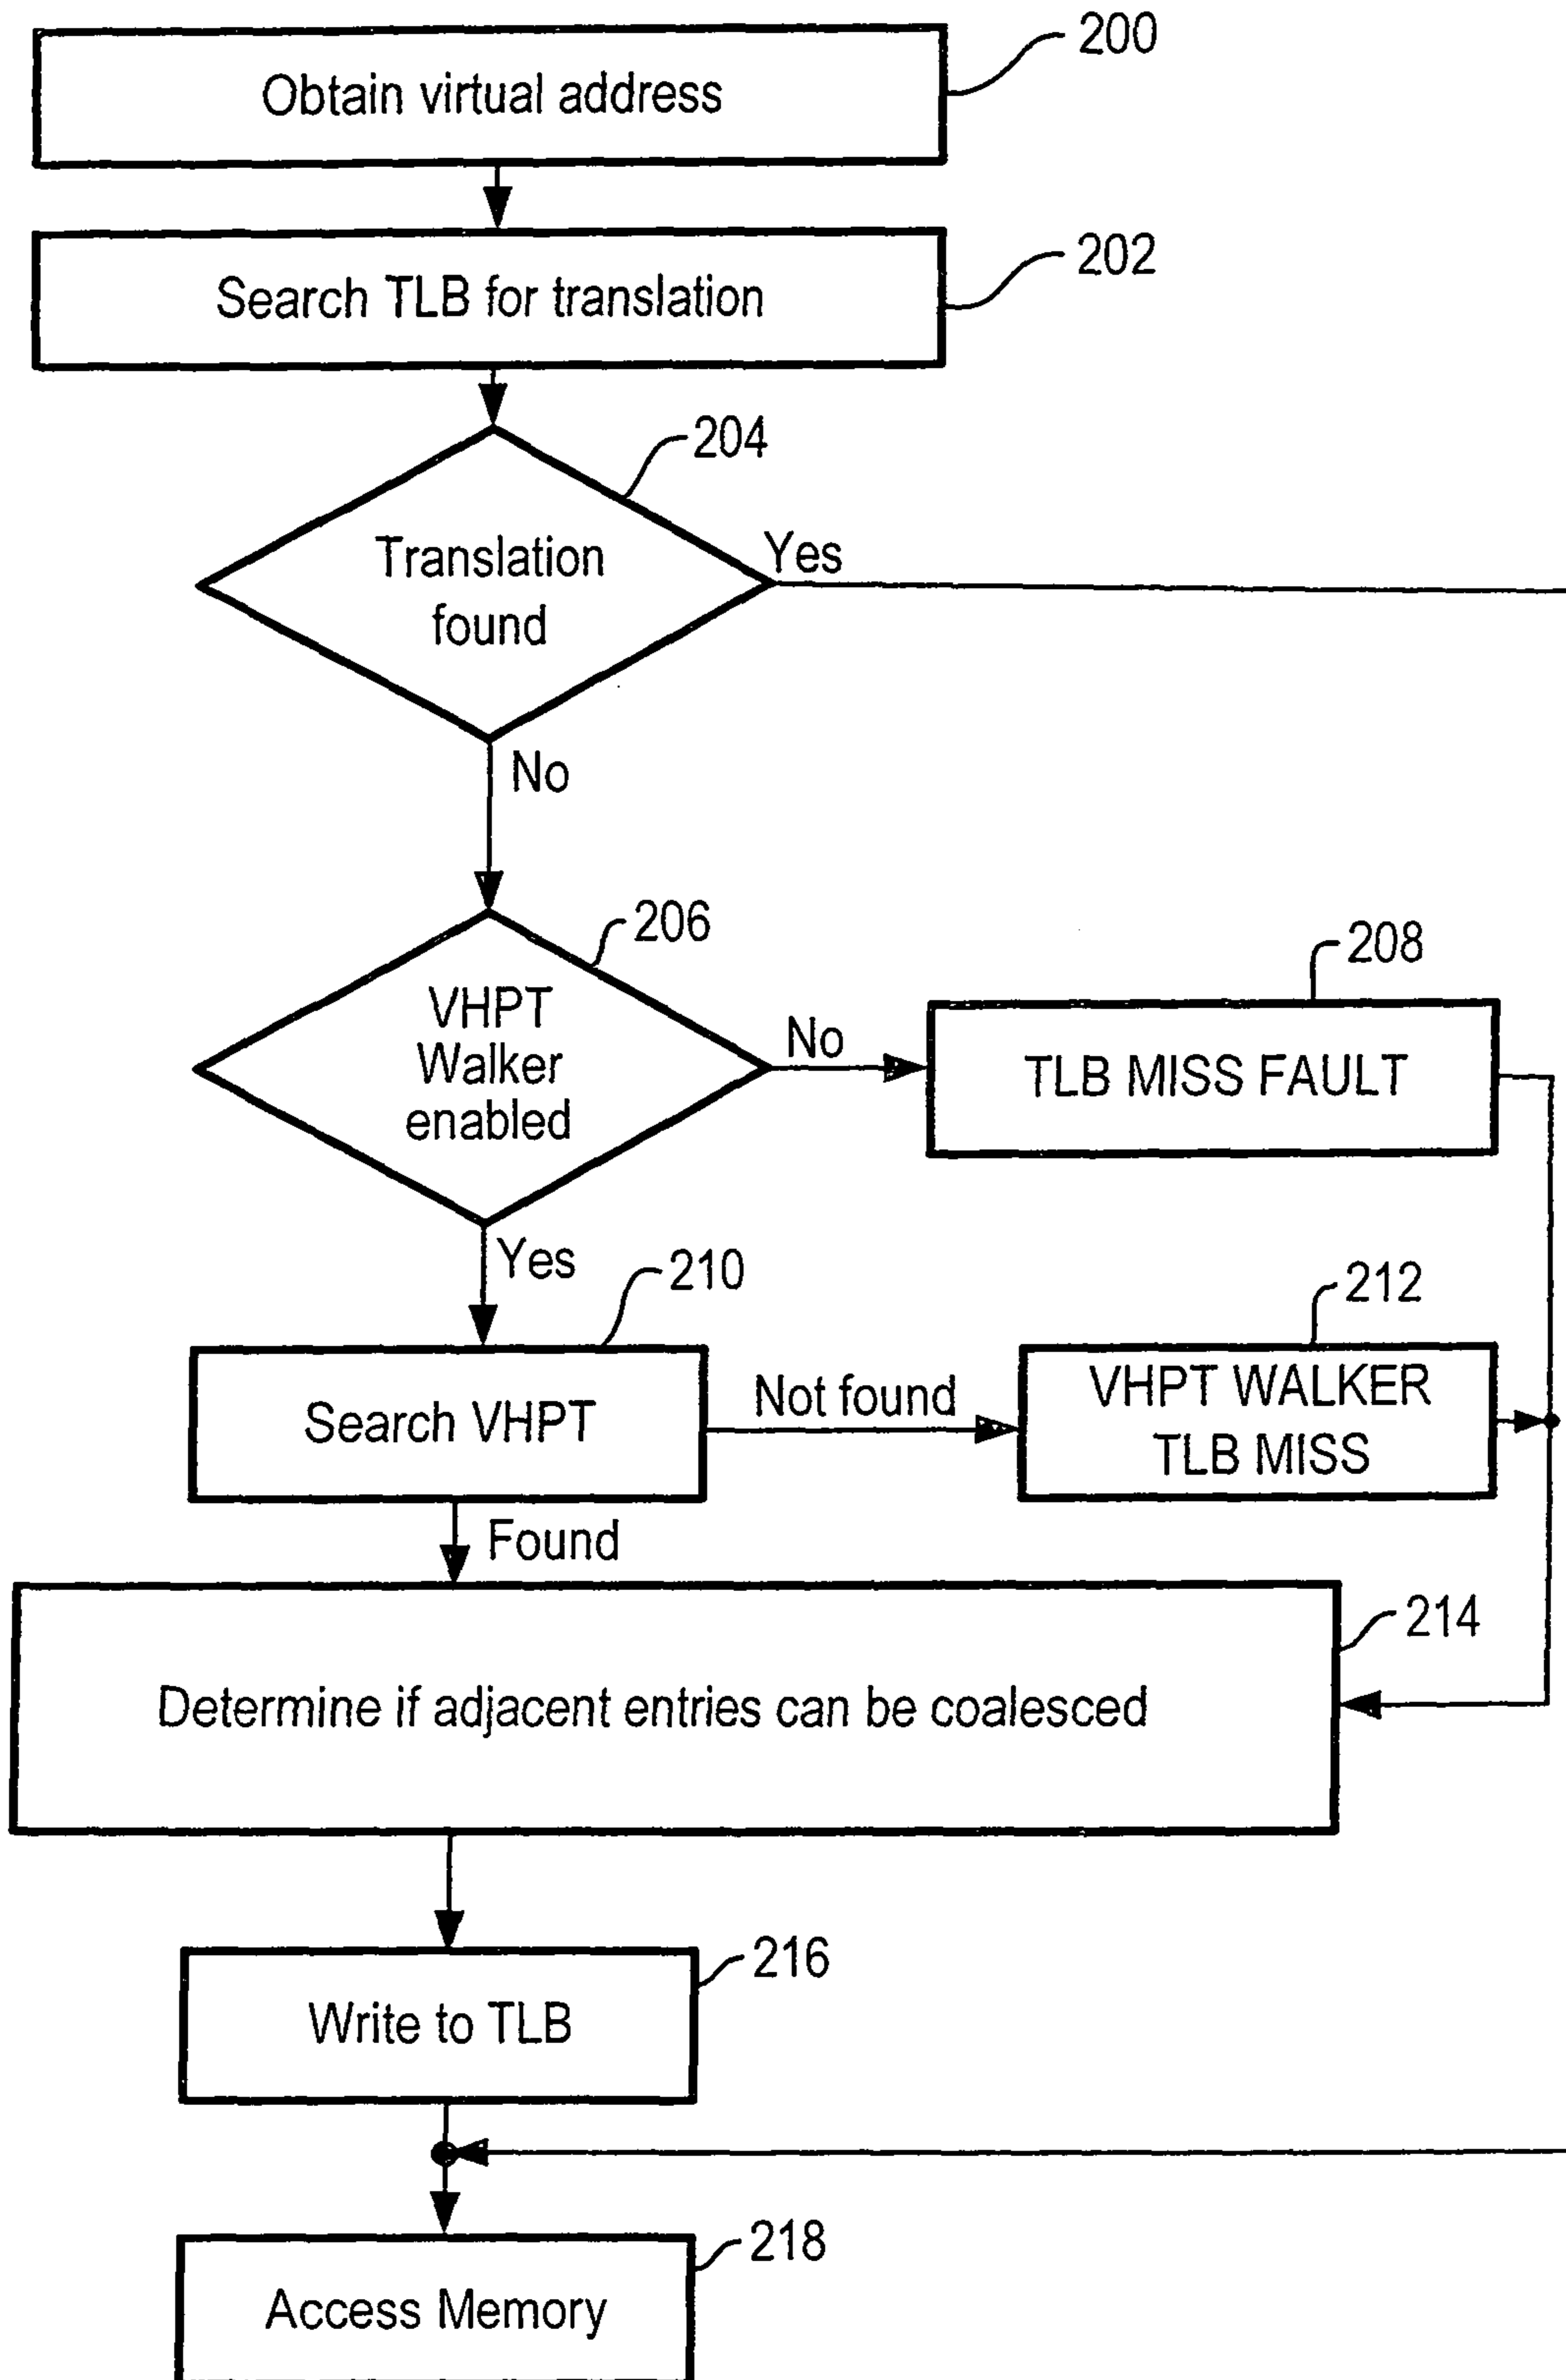 200
Obtain virtual address
202
Search TLB for translation
204
Translation
found
Yes
No
206
VHPT
Walker
enabled
No
208
TLB MISS FAULT
Yes
210
Search VHPT
Not found
212
VHPT WALKER
TLB MISS
Found
214
Determine if adjacent entries can be coalesced
216
Write to TLB
218
Access Memory